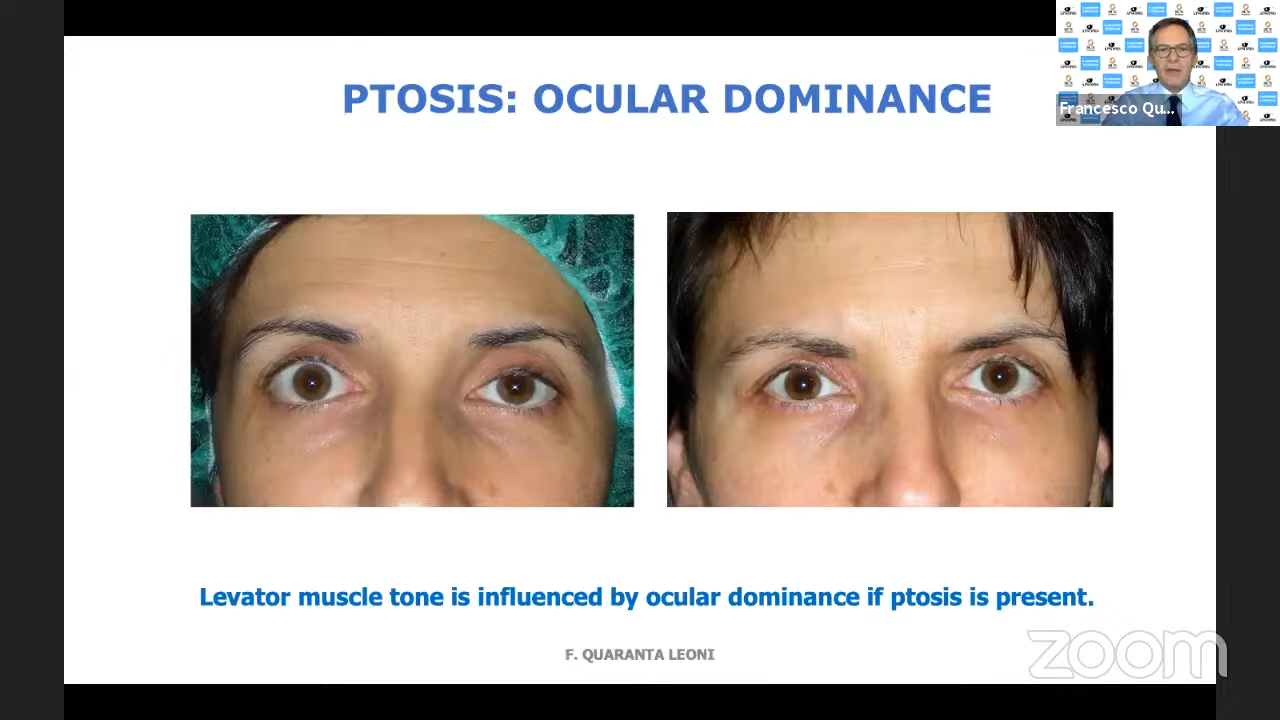 PTOSIS: OCULAR DOMINANCE
Francesco Qu...
Levator muscle tone is influenced by ocular dominance if ptosis is present.
F. QUARANTA LEONI
zoom